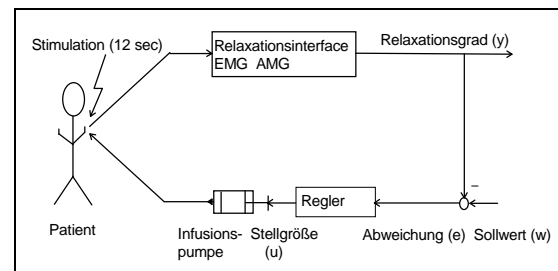 Stimulation (12 sec)
Relaxationsinterface
EMG AMG
Relaxationsgrad (y)
–
Regler
Patient
Infusions-
pumpe
Stellgröße
(u)
Abweichung (e)
Sollwert (w)